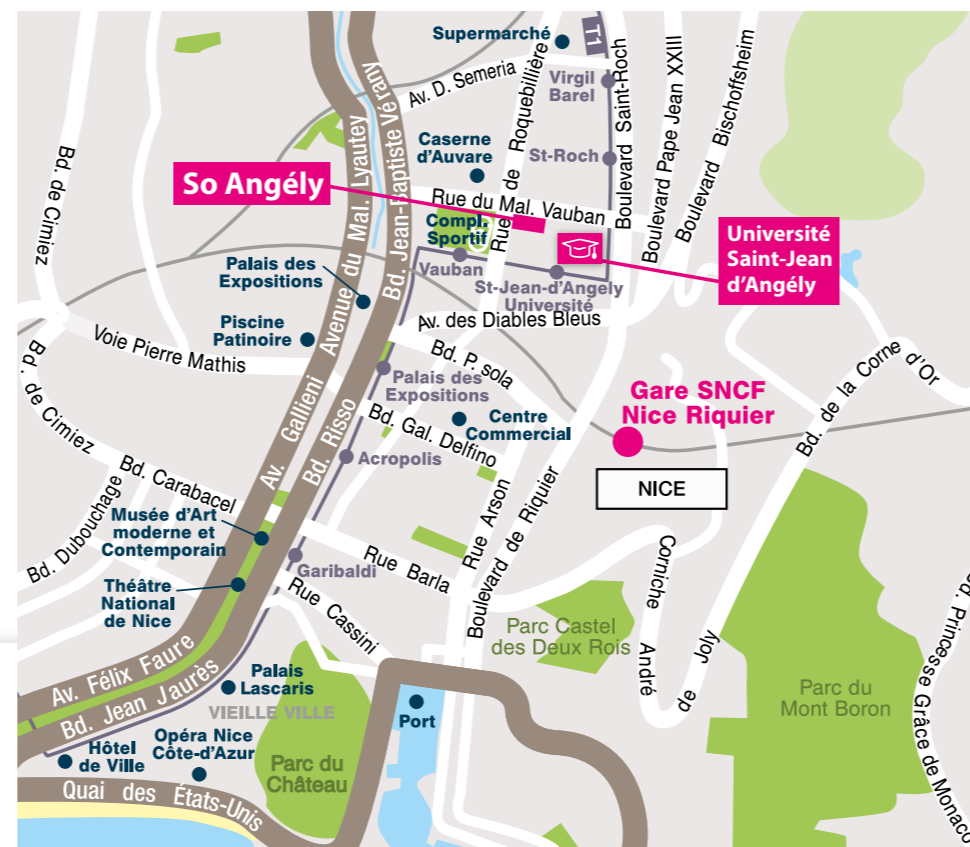 Supermarché
T1
Virgil
Barel
Av. D. Semeria
Bd. de Cimiez
Avenue du Mal. Lyautey
Bd. Jean-Baptiste Vérany
Rue de Roquebillière
Boulevard Saint-Roch
Boulevard Pape Jean XXIII
Boulevard Bischoffsheim
Caserne
d'Auvare
St-Roch
So Angély
Rue du Mal. Vauban
Compl.
Sportif
Université
Saint-Jean
d'Angély
Vauban
St-Jean-d'Angely
Université
Palais des
Expositions
Piscine
Patinoire
Av. des Diables Bleus
Voie Pierre Mathis
Bd. P. sola
Palais des
Expositions
Gare SNCF
Nice Riquier
NICE
Bd. de la Corne d'Or
Av. Gallieni
Bd. Risso
Bd. Gal. Delfino
Centre
Commercial
Acropolis
Bd. de Cimiez
Bd. Carabacel
Bd. Dubouchage
Musée d'Art
moderne et
Contemporain
Rue Arson
Boulevard de Riquier
Garibaldi
Rue Barla
Théâtre
National
de Nice
Rue Cassini
Corniche André de Joly
Parc Castel
des Deux Rois
Parc du
Mont Boron
Bd. Princesse Grâce de Monaco
Av. Félix Faure
Bd. Jean Jaurès
Palais
Lascaris
VIEILLE VILLE
Port
Hôtel
de Ville
Opéra Nice
Côte-d'Azur
Parc du
Château
Quai des États-Unis